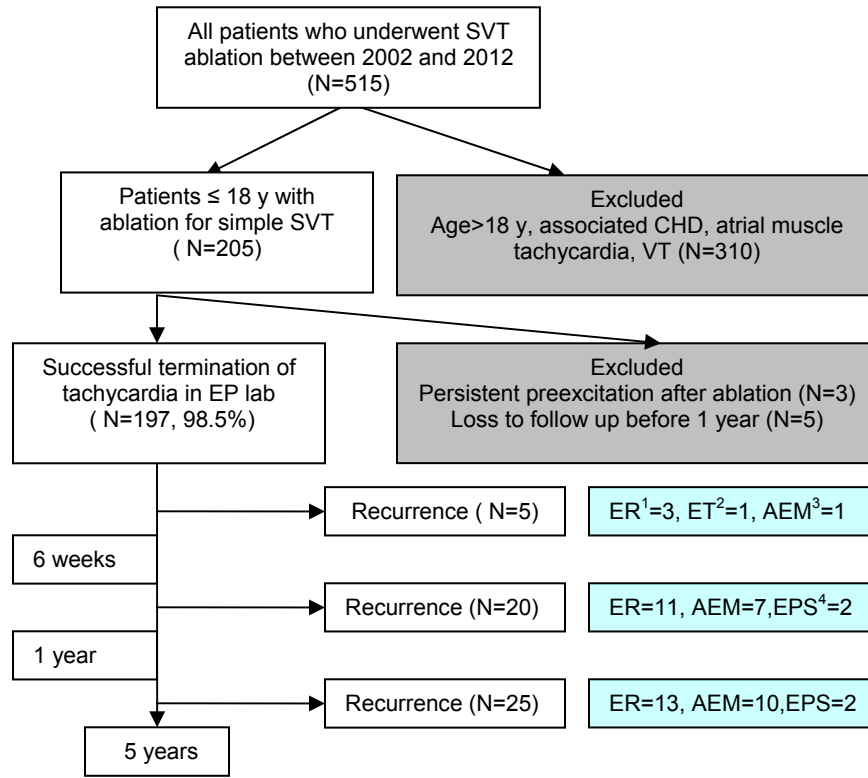 All patients who underwent SVT
ablation between 2002 and 2012
(N=515)
Patients ≤ 18 y with
ablation for simple SVT
( N=205)
Excluded
Age>18 y, associated CHD, atrial muscle
tachycardia, VT (N=310)
Successful termination of
tachycardia in EP lab
( N=197, 98.5%)
Excluded
Persistent preexcitation after ablation (N=3)
Loss to follow up before 1 year (N=5)
Recurrence ( N=5)
ER¹=3, ET²=1, AEM³=1
6 weeks
Recurrence (N=20)
ER=11, AEM=7,EPS⁴=2
1 year
Recurrence (N=25)
ER=13, AEM=10,EPS=2
5 years